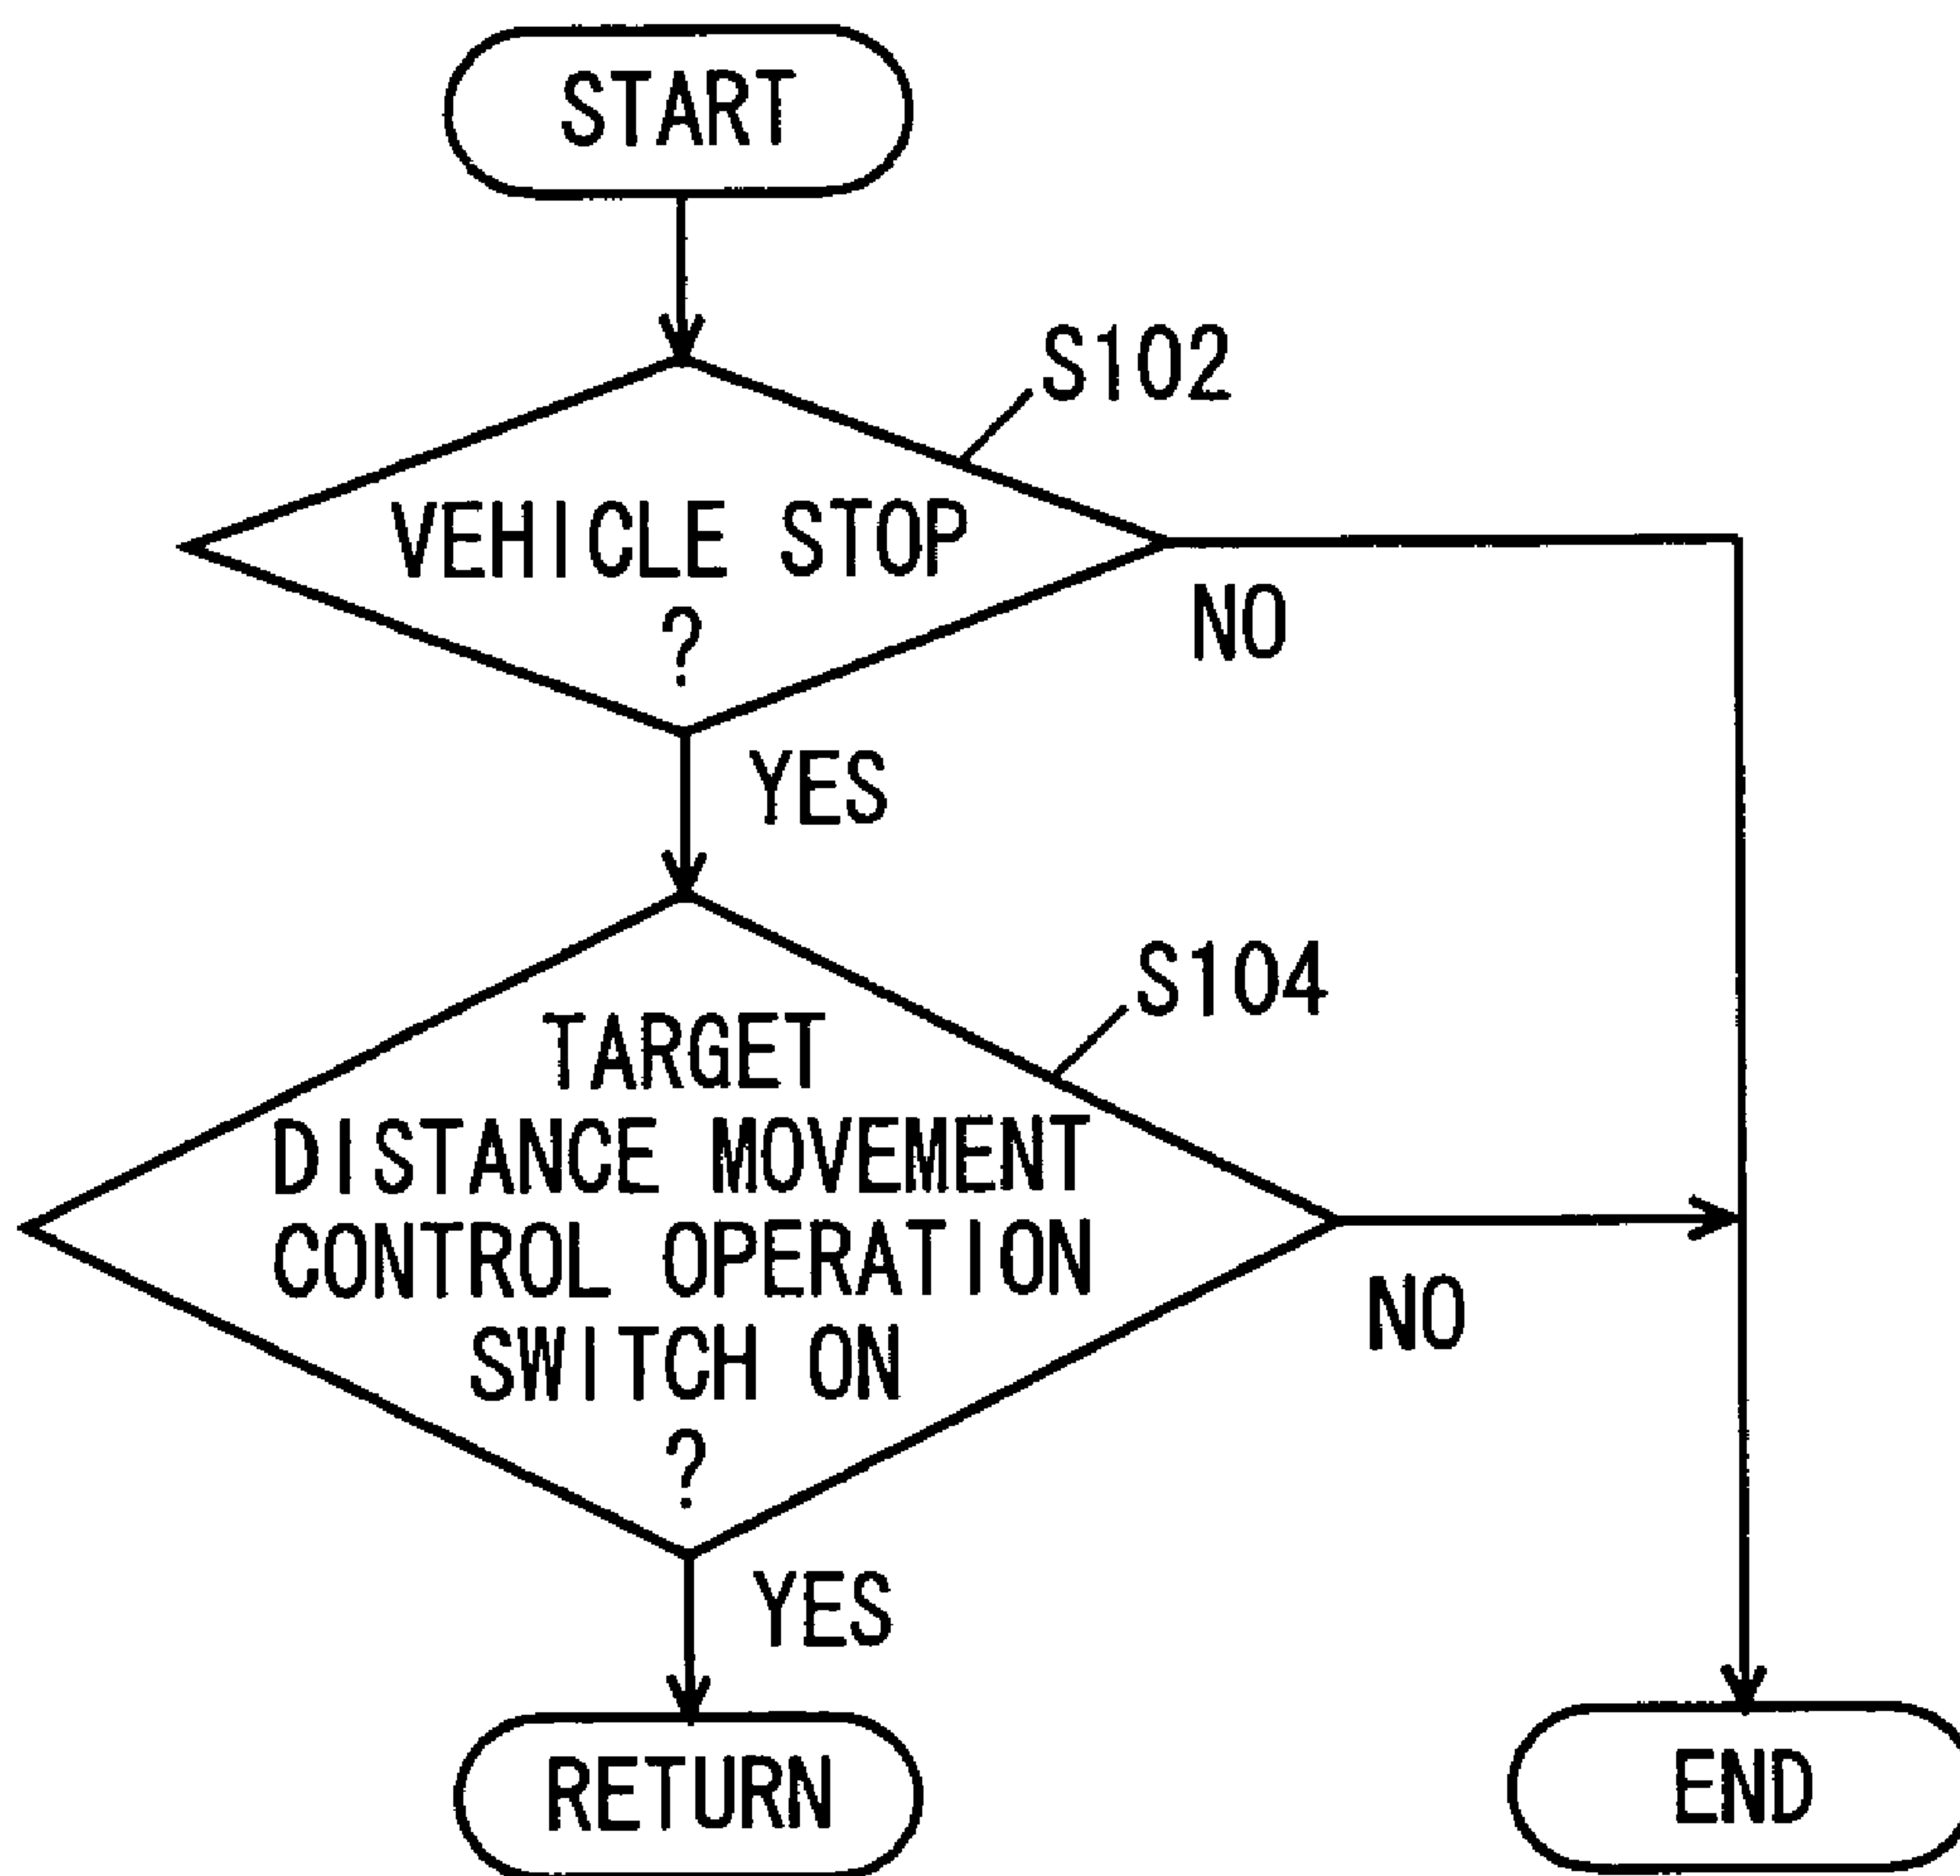 START
S102
VEHICLE STOP
?
NO
YES
S104
TARGET
DISTANCE MOVEMENT
CONTROL OPERATION
SWITCH ON
?
NO
YES
RETURN
END